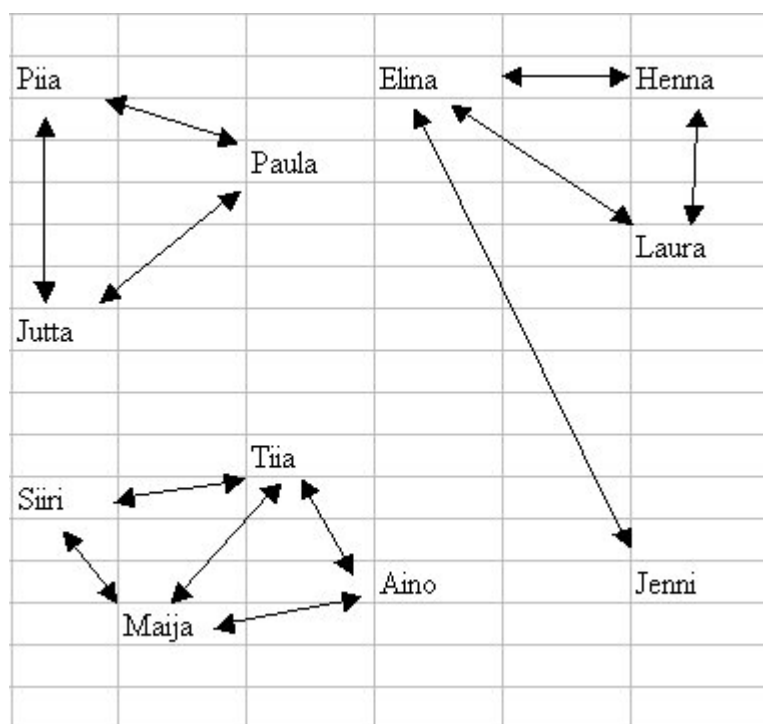 Piia
Elina
Henna
Paula
Laura
Jutta
Tiia
Siiri
Aino
Jenni
Maija